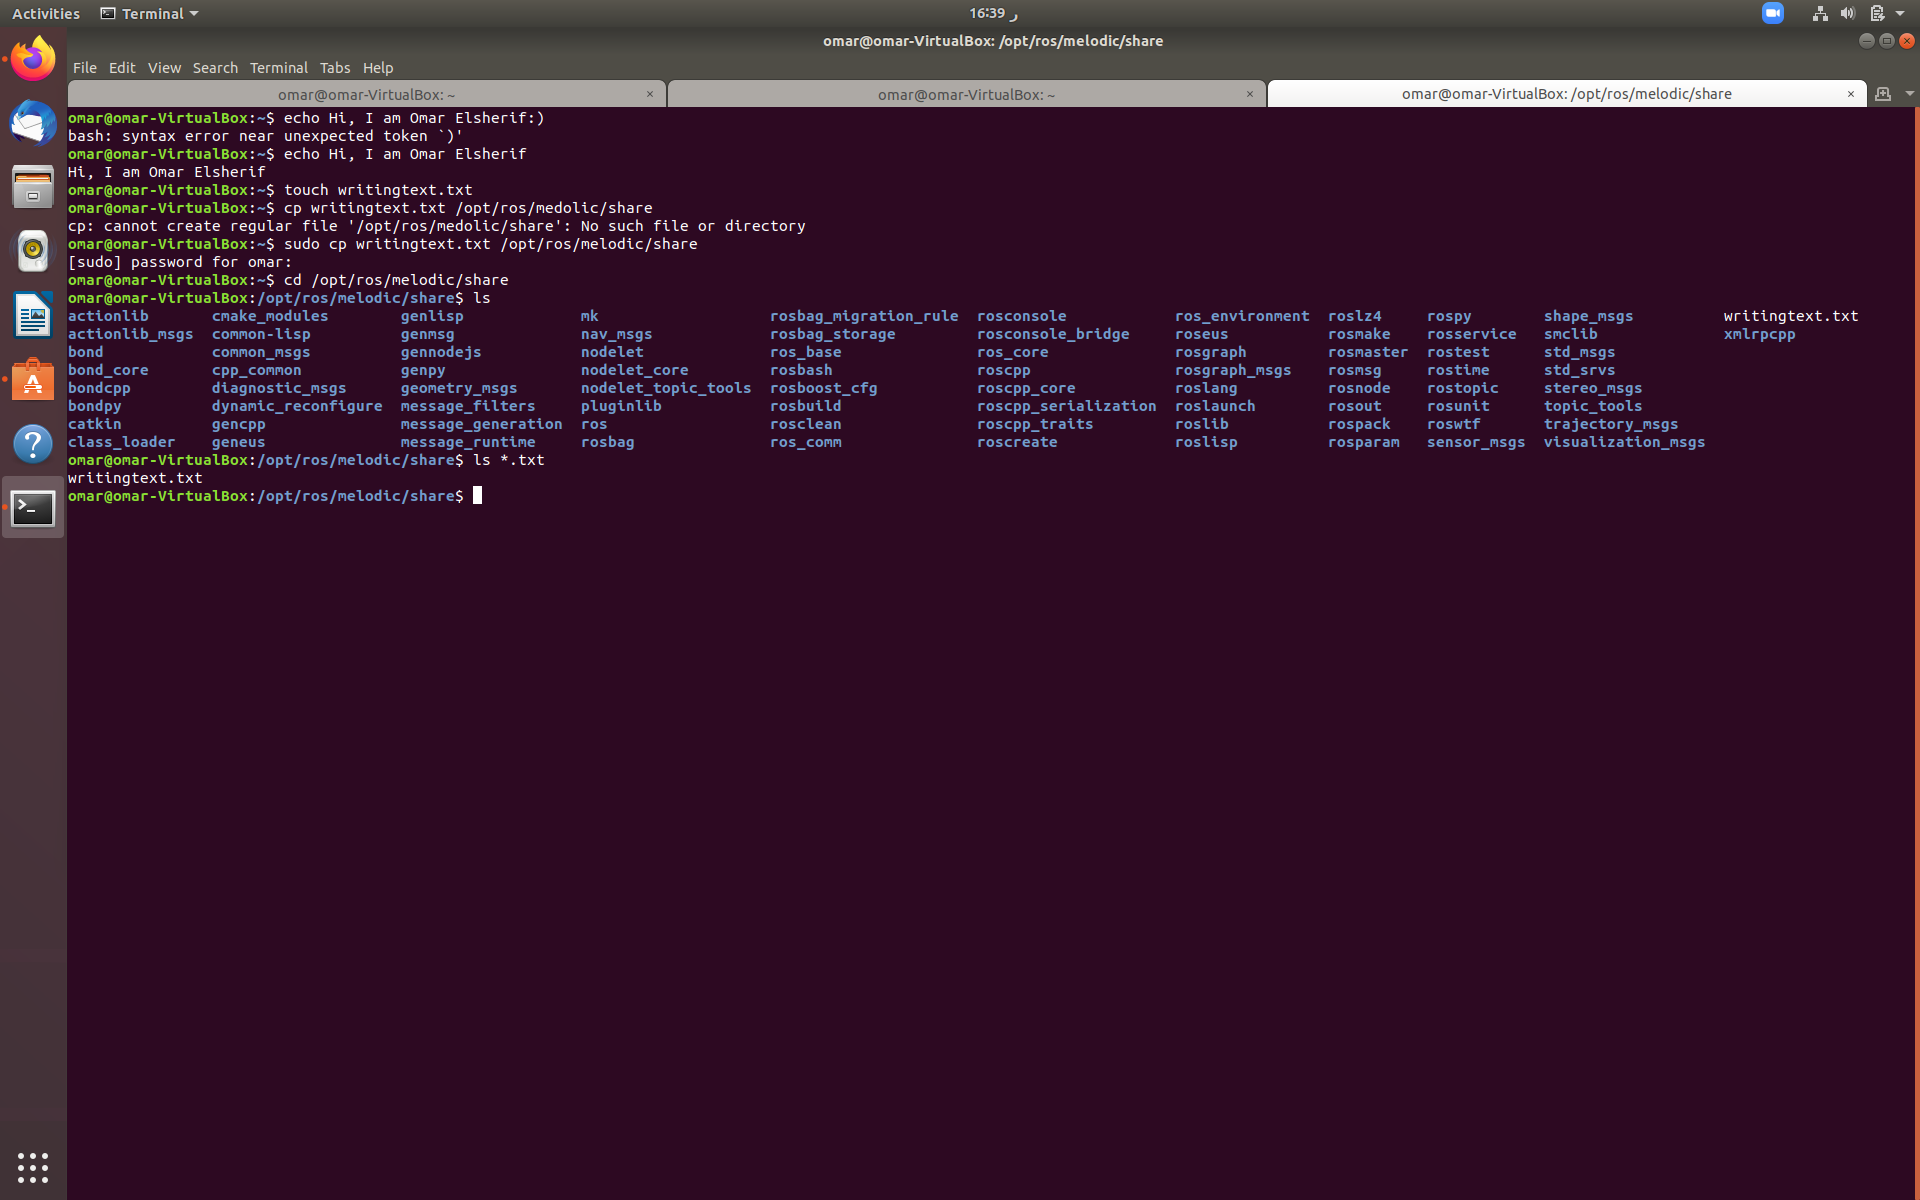 Activities Terminal 16:39 ر
omar@omar-VirtualBox: /opt/ros/melodic/share
File Edit View Search Terminal Tabs Help
omar@omar-VirtualBox: ~ × omar@omar-VirtualBox: ~ × omar@omar-VirtualBox: /opt/ros/melodic/share ×
omar@omar-VirtualBox:~$ echo Hi, I am Omar Elsherif:)
bash: syntax error near unexpected token `)'
omar@omar-VirtualBox:~$ echo Hi, I am Omar Elsherif
Hi, I am Omar Elsherif
omar@omar-VirtualBox:~$ touch writingtext.txt
omar@omar-VirtualBox:~$ cp writingtext.txt /opt/ros/medolic/share
cp: cannot create regular file '/opt/ros/medolic/share': No such file or directory
omar@omar-VirtualBox:~$ sudo cp writingtext.txt /opt/ros/melodic/share
[sudo] password for omar:
omar@omar-VirtualBox:~$ cd /opt/ros/melodic/share
omar@omar-VirtualBox:/opt/ros/melodic/share$ ls
actionlib cmake_modules genlisp mk rosbag_migration_rule rosconsole ros_environment roslz4 rospy shape_msgs writingtext.txt
actionlib_msgs common-lisp genmsg nav_msgs rosbag_storage rosconsole_bridge roseus rosmake rosservice smclib xmlrpcpp
bond common_msgs gennodejs nodelet ros_base ros_core rosgraph rosmaster rostest std_msgs
bond_core cpp_common genpy nodelet_core rosbash roscpp rosgraph_msgs rosmsg rostime std_srvs
bondcpp diagnostic_msgs geometry_msgs nodelet_topic_tools rosboost_cfg roscpp_core roslang rosnode rostopic stereo_msgs
bondpy dynamic_reconfigure message_filters pluginlib rosbuild roscpp_serialization roslaunch rosout rosunit topic_tools
catkin gencpp message_generation ros rosclean roscpp_traits roslib rospack roswtf trajectory_msgs
class_loader geneus message_runtime rosbag ros_comm roscreate roslisp rosparam sensor_msgs visualization_msgs
omar@omar-VirtualBox:/opt/ros/melodic/share$ ls *.txt
writingtext.txt
omar@omar-VirtualBox:/opt/ros/melodic/share$